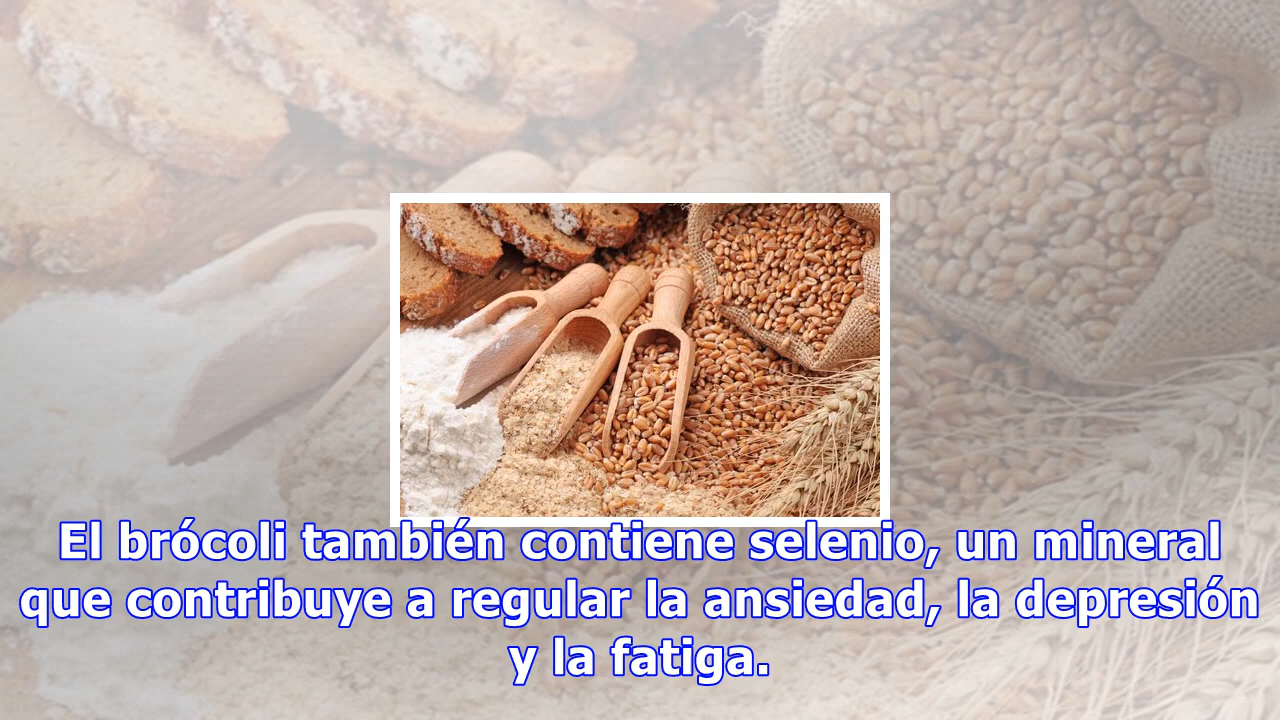 El brócoli también contiene selenio, un mineral
que contribuye a regular la ansiedad, la depresión
y la fatiga.